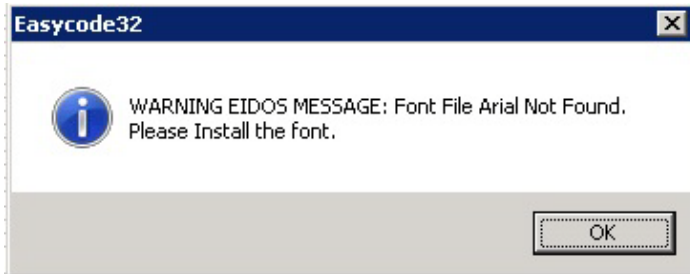 Easycode32
WARNING EIDOS MESSAGE: Font File Arial Not Found.
Please Install the font.
OK